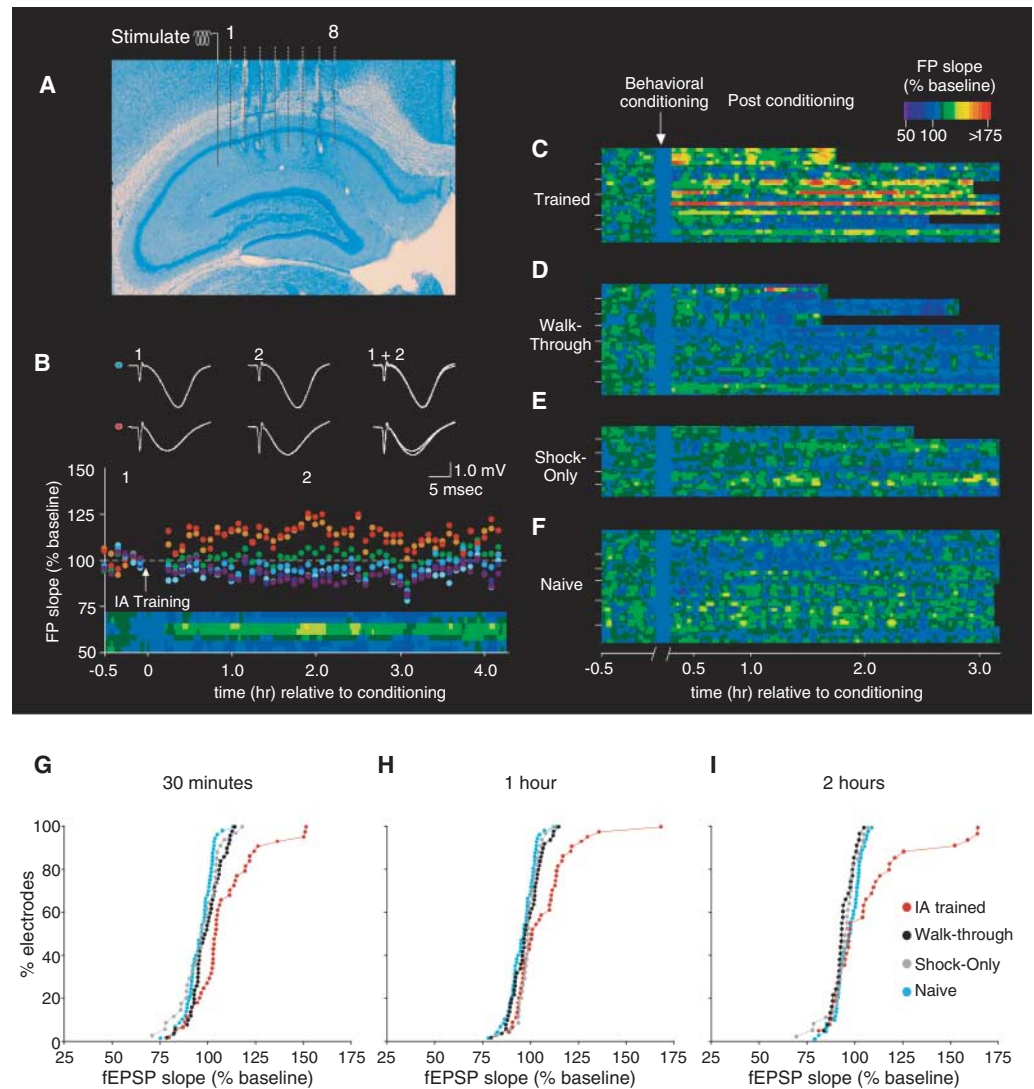 Stimulate 1 8
A
B
1 2 1 + 2
1.0 mV
5 msec
1 2
150
125
100
75
50
FP slope (% baseline)
IA Training
-0.5 0 1.0 2.0 3.0 4.0
time (hr) relative to conditioning
Behavioral
conditioning
Post conditioning
FP slope
(% baseline)
50 100 >175
C
Trained
D
Walk-
Through
E
Shock-
Only
F
Naive
-0.5 1.0 2.0 3.0
time (hr) relative to conditioning
G
30 minutes
H
1 hour
I
2 hours
100
80
60
40
20
0
% electrodes
25 50 75 100 125 150 175
fEPSP slope (% baseline)
25 50 75 100 125 150 175
fEPSP slope (% baseline)
25 50 75 100 125 150 175
fEPSP slope (% baseline)
IA trained
Walk-through
Shock-Only
Naive